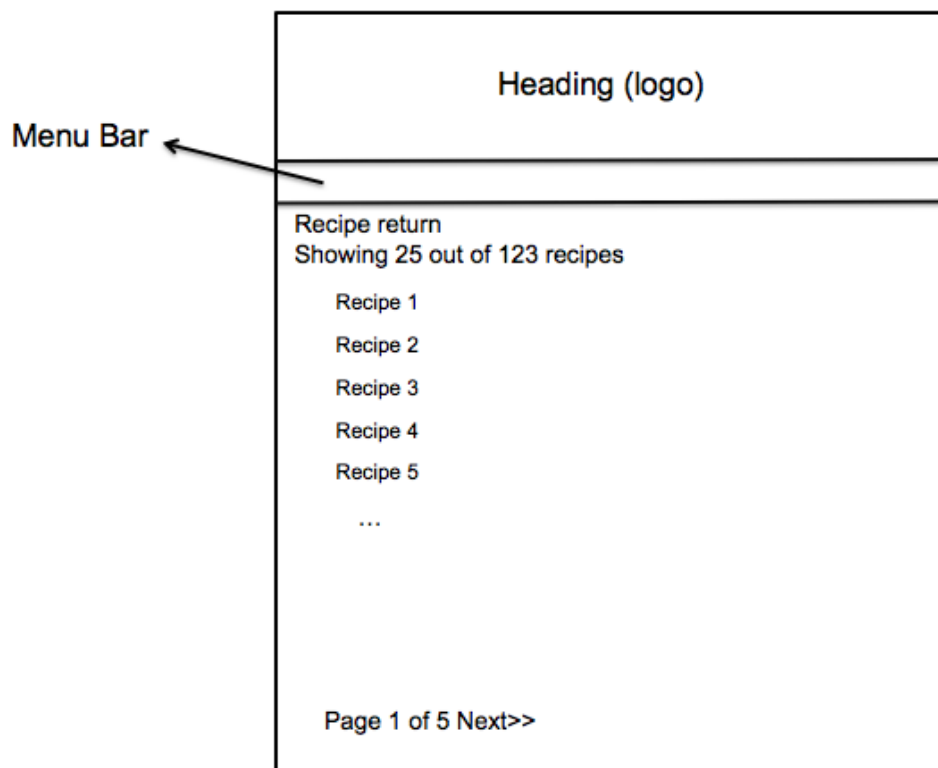 Heading (logo)
Menu Bar
Recipe return
Showing 25 out of 123 recipes
Recipe 1
Recipe 2
Recipe 3
Recipe 4
Recipe 5
...
Page 1 of 5 Next>>